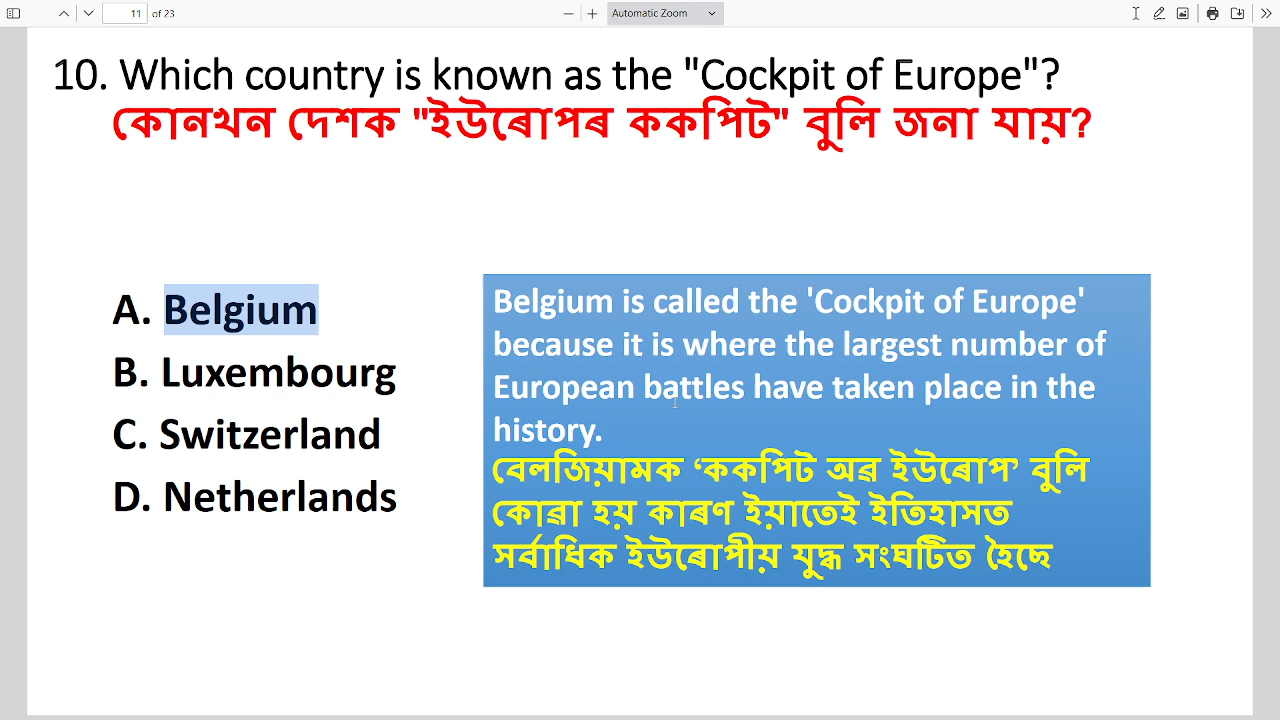 11 of 23
Automatic Zoom
10. Which country is known as the "Cockpit of Europe"?
কোনখন দেশক "ইউৰোপৰ ককপিট" বুলি জনা যায়?
A. Belgium
B. Luxembourg
C. Switzerland
D. Netherlands
Belgium is called the 'Cockpit of Europe'
because it is where the largest number of
European battles have taken place in the
history.
বেলজিয়ামক ‘ককপিট অৱ ইউৰোপ’ বুলি
কোৱা হয় কাৰণ ইয়াতেই ইতিহাসত
সৰ্বাধিক ইউৰোপীয় যুদ্ধ সংঘটিত হৈছে